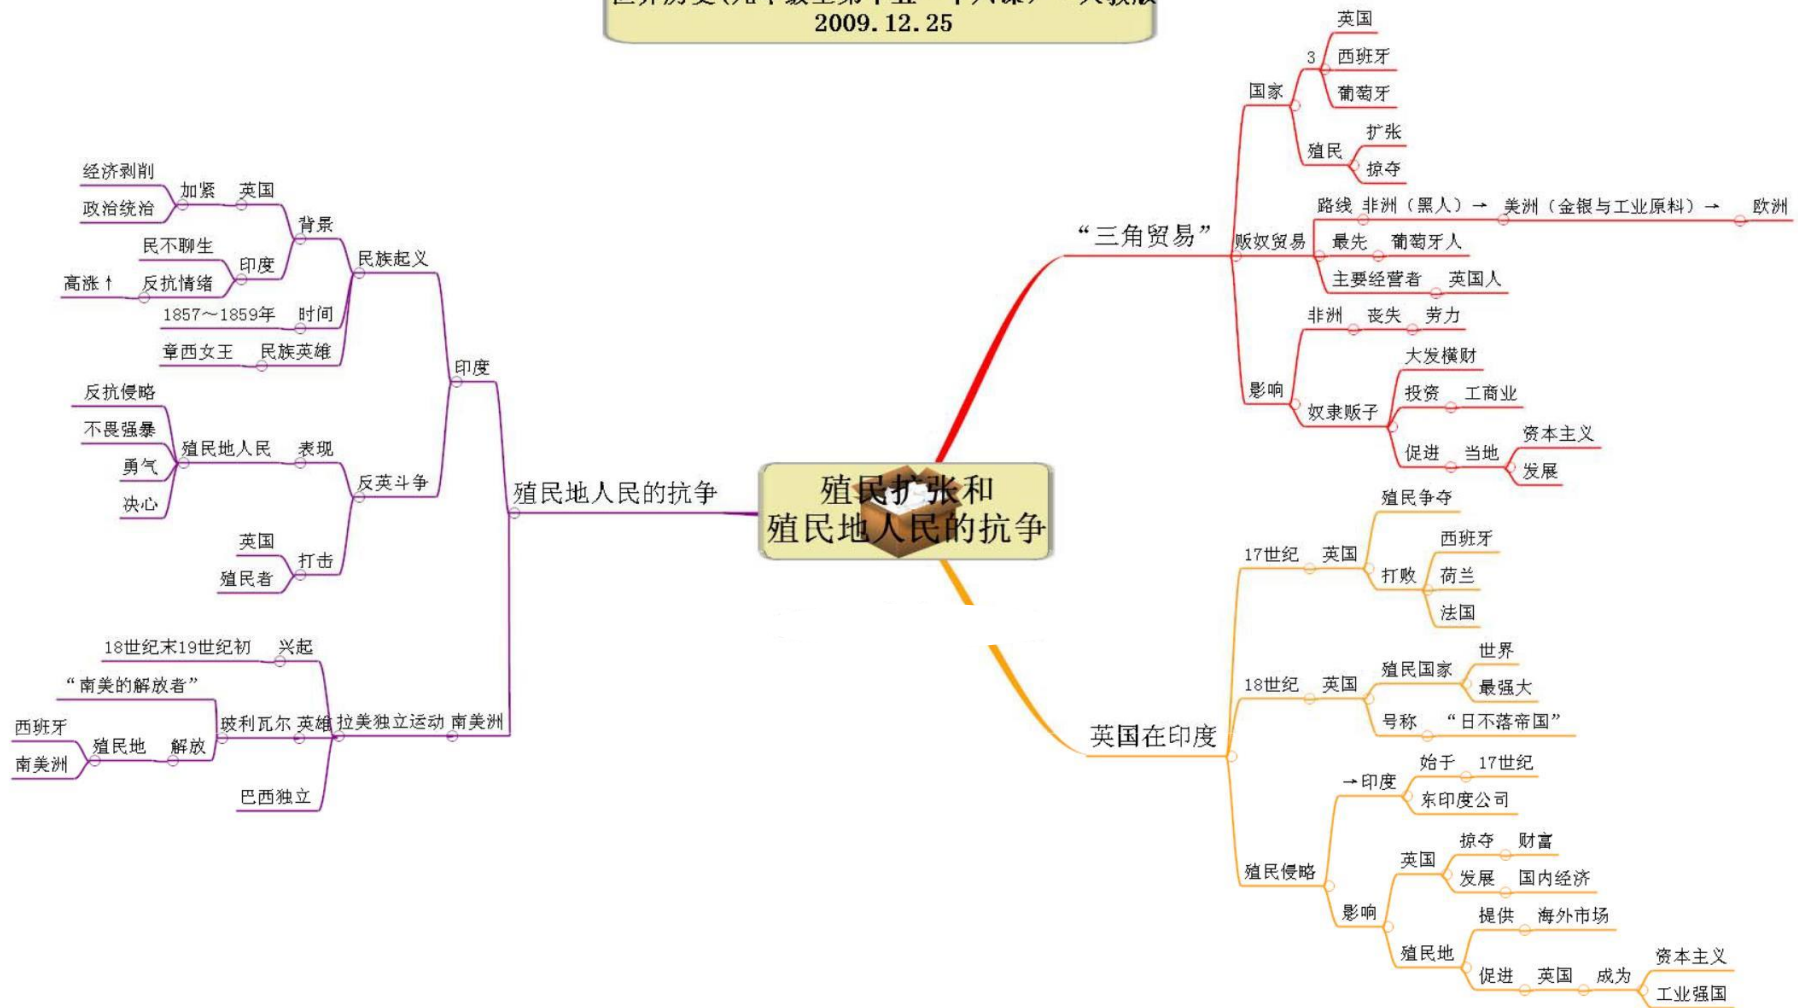 2009.12.25
殖民扩张和
殖民地人民的抗争
“三角贸易”
国家
3
英国
西班牙
葡萄牙
殖民
扩张
掠夺
贩奴贸易
路线 非洲（黑人）→ 美洲（金银与工业原料）→ 欧洲
最先 葡萄牙人
主要经营者 英国人
影响
非洲 丧失 劳力
奴隶贩子
大发横财
投资 工商业
促进 当地
资本主义
发展
英国在印度
17世纪 英国
殖民争夺
打败
西班牙
荷兰
法国
18世纪 英国
殖民国家
世界
最强大
号称 “日不落帝国”
殖民侵略
→印度
始于 17世纪
东印度公司
影响
英国
掠夺 财富
发展 国内经济
殖民地
提供 海外市场
促进 英国 成为
资本主义
工业强国
殖民地人民的抗争
印度
民族起义
背景
英国
加紧
经济剥削
政治统治
印度
民不聊生
反抗情绪
高涨↑
时间
1857～1859年
民族英雄
章西女王
反英斗争
表现
殖民地人民
反抗侵略
不畏强暴
勇气
决心
打击
英国
殖民者
南美洲
拉美独立运动
兴起
18世纪末19世纪初
英雄
玻利瓦尔
“南美的解放者”
解放
殖民地
西班牙
南美洲
巴西独立